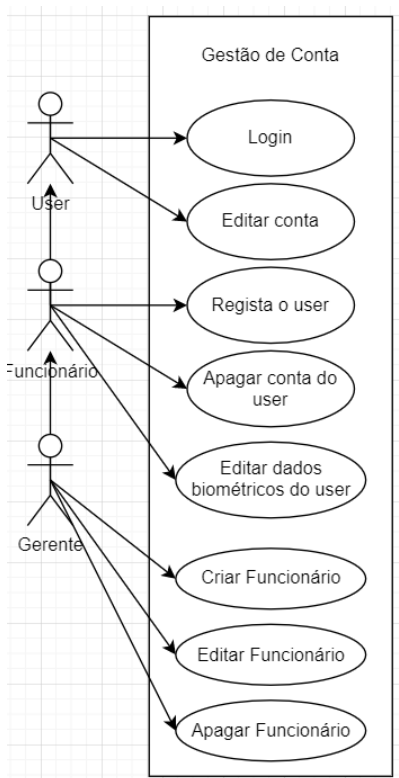 Gestão de Conta
Login
User
Editar conta
Regista o user
Funcionário
Apagar conta do
user
Editar dados
biométricos do user
Gerente
Criar Funcionário
Editar Funcionário
Apagar Funcionário